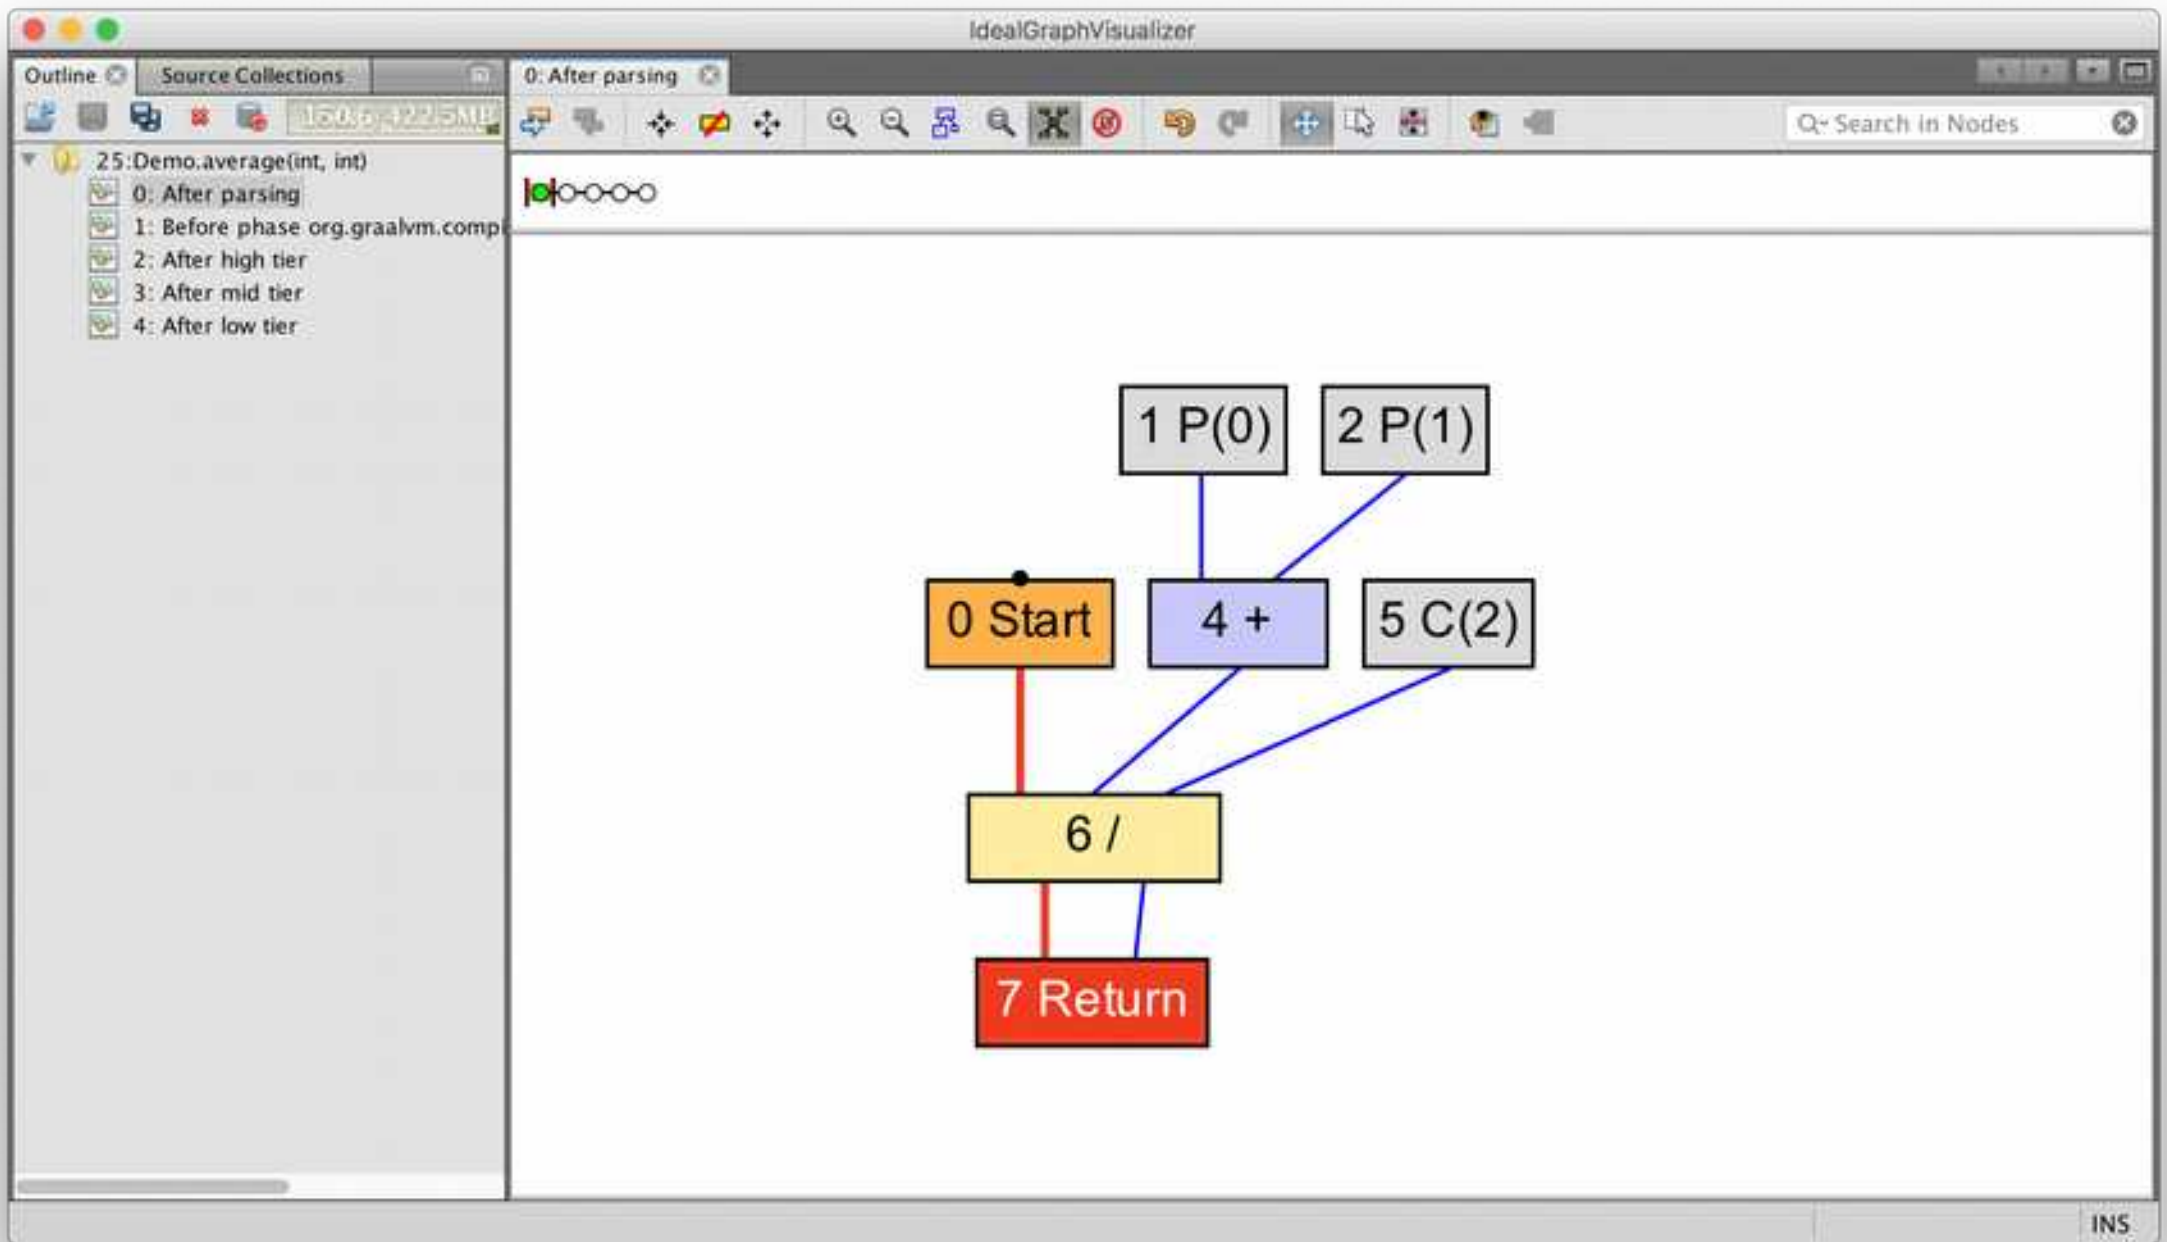 IdealGraphVisualizer
Outline Source Collections
0: After parsing
Search in Nodes
25:Demo.average(int, int)
0: After parsing
1: Before phase org.graalvm.compi
2: After high tier
3: After mid tier
4: After low tier
1 P(0) 2 P(1)
0 Start 4 + 5 C(2)
6 /
7 Return
INS